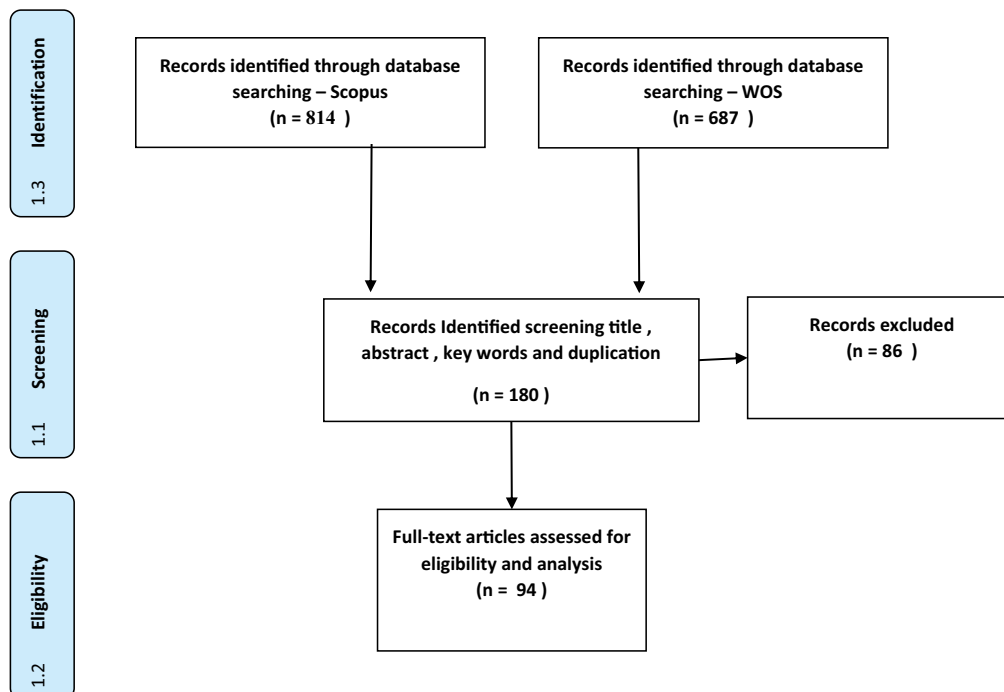 1.3 Identification
Records identified through database
searching – Scopus
(n = 814 )
Records identified through database
searching – WOS
(n = 687 )
1.1 Screening
Records Identified screening title ,
abstract , key words and duplication
(n = 180 )
Records excluded
(n = 86 )
1.2 Eligibility
Full-text articles assessed for
eligibility and analysis
(n = 94 )